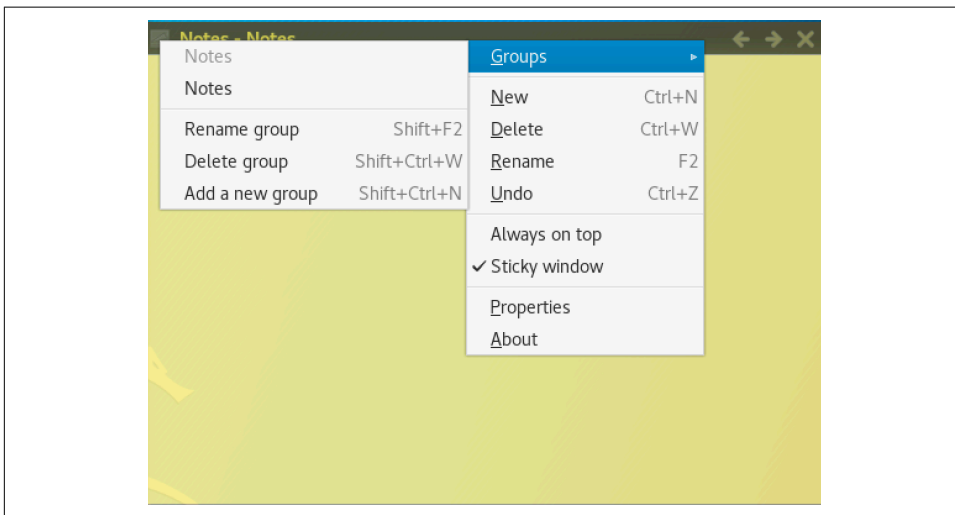 Notes - Notes
Notes
Notes
Rename group Shift+F2
Delete group Shift+Ctrl+W
Add a new group Shift+Ctrl+N
Groups
New Ctrl+N
Delete Ctrl+W
Rename F2
Undo Ctrl+Z
Always on top
Sticky window
Properties
About